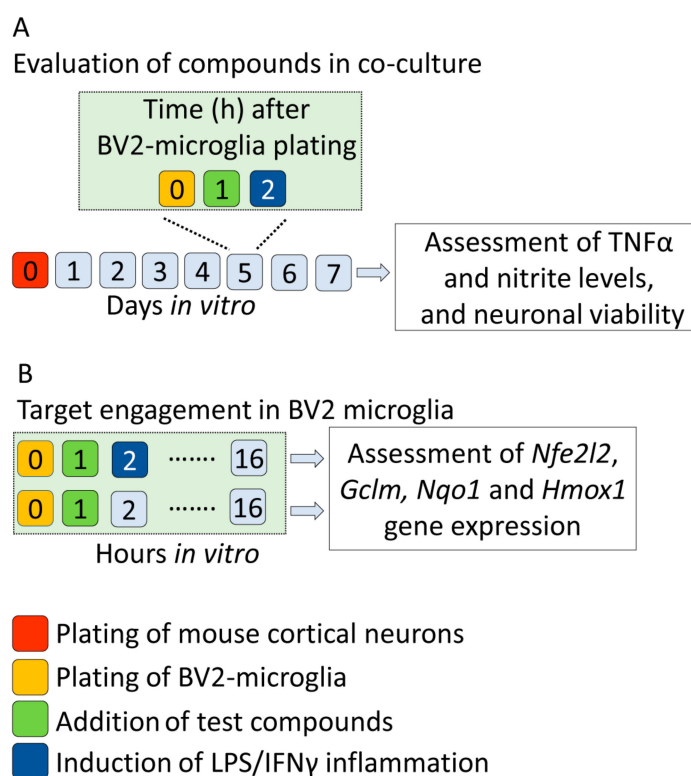 A
Evaluation of compounds in co-culture
Time (h) after
BV2-microglia plating
0 1 2
0 1 2 3 4 5 6 7
Days in vitro
Assessment of TNFα
and nitrite levels,
and neuronal viability
B
Target engagement in BV2 microglia
0 1 2 ....... 16
0 1 2 ....... 16
Hours in vitro
Assessment of Nfe2l2,
Gclm, Nqo1 and Hmox1
gene expression
Plating of mouse cortical neurons
Plating of BV2-microglia
Addition of test compounds
Induction of LPS/IFNγ inflammation